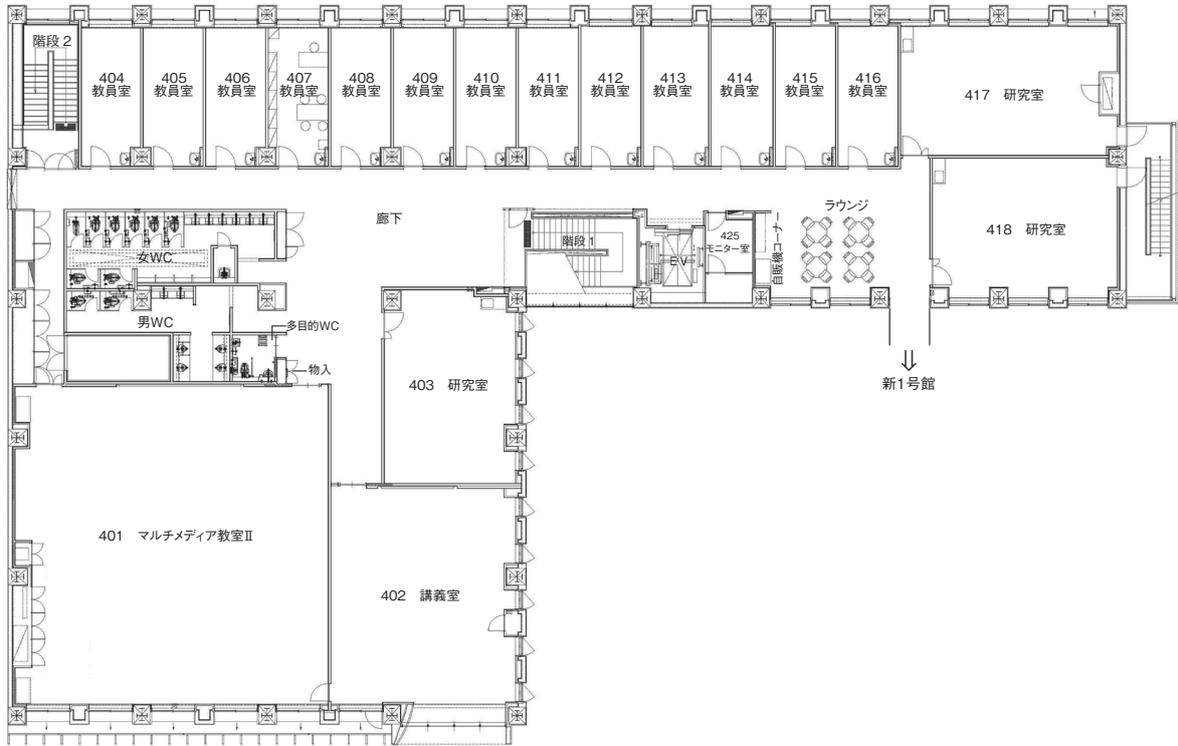 階段 2
404
教員室
405
教員室
406
教員室
407
教員室
408
教員室
409
教員室
410
教員室
411
教員室
412
教員室
413
教員室
414
教員室
415
教員室
416
教員室
417 研究室
廊下
ラウンジ
階段 1
EV
425
モニター室
自販機コーナー
418 研究室
女WC
男WC
多目的WC
物入
403 研究室
新1号館
401 マルチメディア教室Ⅱ
402 講義室